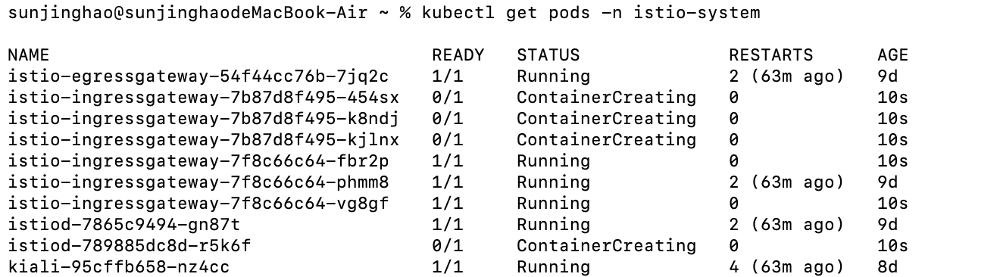 sunjinghao@sunjinghaodeMacBook-Air ~ % kubectl get pods -n istio-system
NAME READY STATUS RESTARTS AGE
istio-egressgateway-54f44cc76b-7jq2c 1/1 Running 2 (63m ago) 9d
istio-ingressgateway-7b87d8f495-454sx 0/1 ContainerCreating 0 10s
istio-ingressgateway-7b87d8f495-k8ndj 0/1 ContainerCreating 0 10s
istio-ingressgateway-7b87d8f495-kjlnx 0/1 ContainerCreating 0 10s
istio-ingressgateway-7f8c66c64-fbr2p 1/1 Running 0 10s
istio-ingressgateway-7f8c66c64-phmm8 1/1 Running 2 (63m ago) 9d
istio-ingressgateway-7f8c66c64-vg8gf 1/1 Running 0 10s
istiod-7865c9494-gn87t 1/1 Running 2 (63m ago) 9d
istiod-789885dc8d-r5k6f 0/1 ContainerCreating 0 10s
kiali-95cffb658-nz4cc 1/1 Running 4 (63m ago) 8d